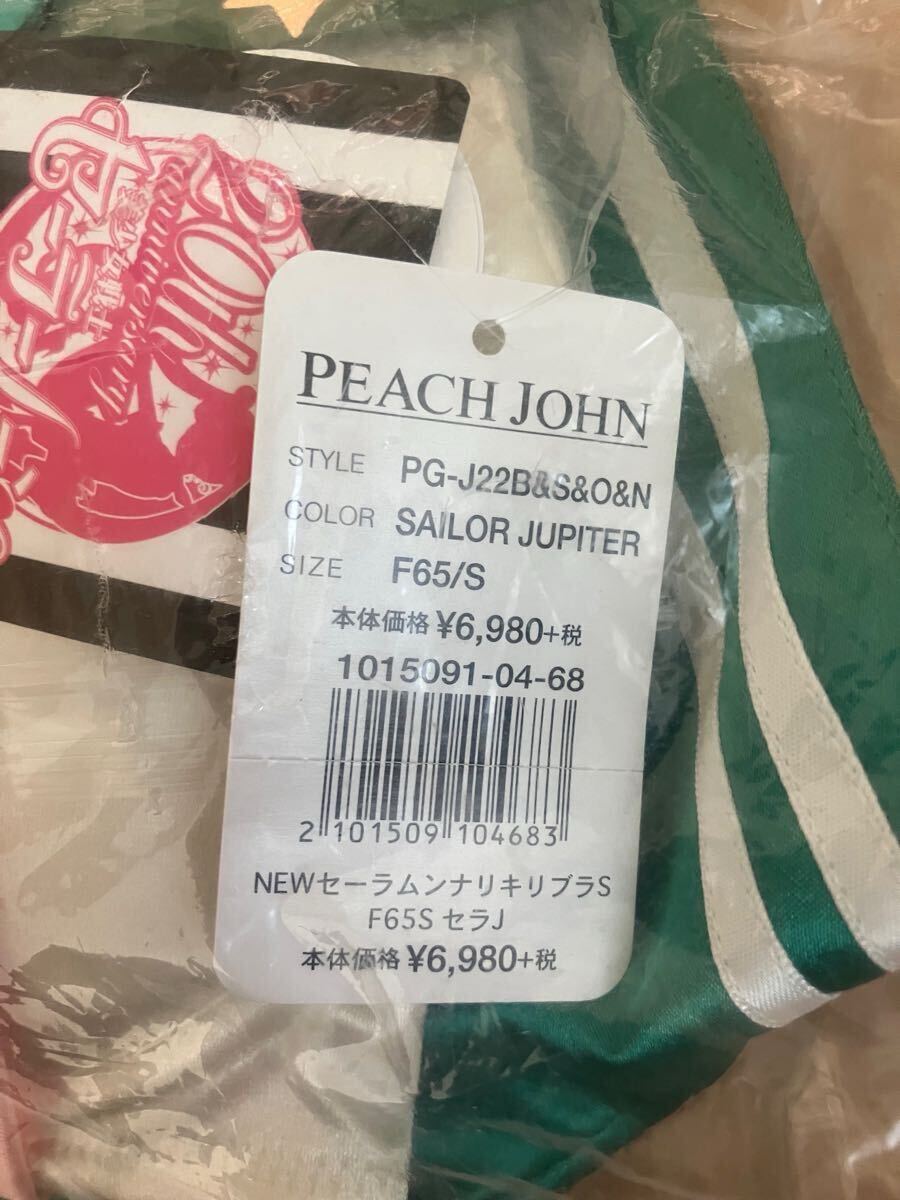 20th
anniversary
PEACH JOHN
STYLE PG-J22B&S&O&N
COLOR SAILOR JUPITER
SIZE F65/S
本体価格 ¥6,980+税
1015091-04-68
2 101509 104683
NEWセーラムンナリキリブラS
F65S セラJ
本体価格 ¥6,980+税